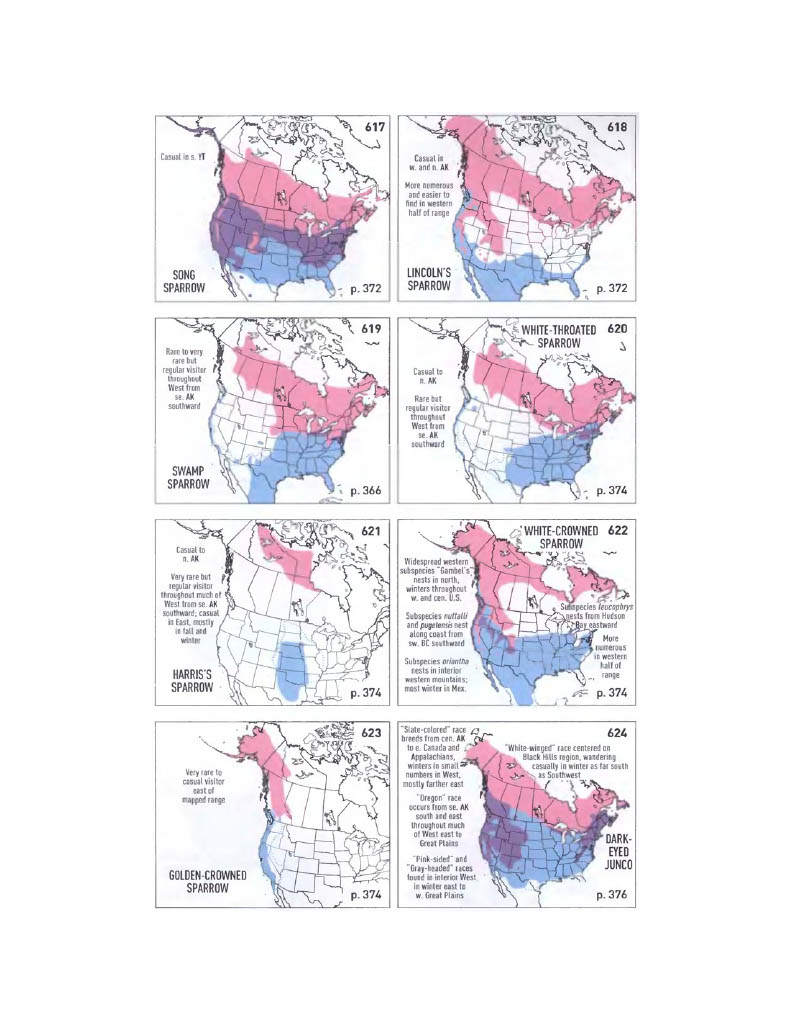 617
Casual in s. YT
SONG
SPARROW
p. 372
618
Casual in
w. and n. AK
More numerous
and easier to
find in western
half of range
LINCOLN'S
SPARROW
p. 372
619
Rare to very
rare but
regular visitor
throughout
West from
se. AK
southward
SWAMP
SPARROW
p. 366
WHITE-THROATED 620
SPARROW
Casual to
n. AK
Rare but
regular visitor
throughout
West from
se. AK
southward
p. 374
621
Casual to
n. AK
Very rare but
regular visitor
throughout much of
West from se. AK
southward; casual
in East, mostly
in fall and
winter
HARRIS'S
SPARROW
p. 374
WHITE-CROWNED 622
SPARROW
Widespread western
subspecies "Gambel's"
nests in north,
winters throughout
w. and cen. U.S.
Subspecies nuttalli
and pugetensis nest
along coast from
sw. BC southward
Subspecies oriantha
nests in interior
western mountains;
most winter in Mex.
Subspecies leucophrys
nests from Hudson
Bay eastward
More
numerous
in western
half of
range
p. 374
623
Very rare to
casual visitor
east of
mapped range
GOLDEN-CROWNED
SPARROW
p. 374
624
"Slate-colored" race
breeds from cen. AK
to e. Canada and
Appalachians,
winters in small
numbers in West,
mostly farther east
"White-winged" race centered on
Black Hills region, wandering
casually in winter as far south
as Southwest
"Oregon" race
occurs from se. AK
south and east
throughout much
of West east to
Great Plains
"Pink-sided" and
"Gray-headed" races
found in interior West,
in winter east to
w. Great Plains
DARK-
EYED
JUNCO
p. 376